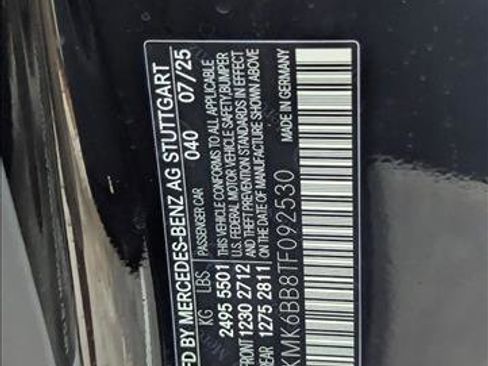 FD BY MERCEDES-BENZ AG STUTTGART
PASSENGER CAR 040 07/25
KG LBS THIS VEHICLE CONFORMS TO ALL APPLICABLE
2495 5501 U.S. FEDERAL MOTOR VEHICLE SAFETY, BUMPER
FRONT 1230 2712 AND THEFT PREVENTION STANDARDS IN EFFECT
REAR 1275 2811 ON THE DATE OF MANUFACTURE SHOWN ABOVE
MADE IN GERMANY
KMK6BB8TF092530